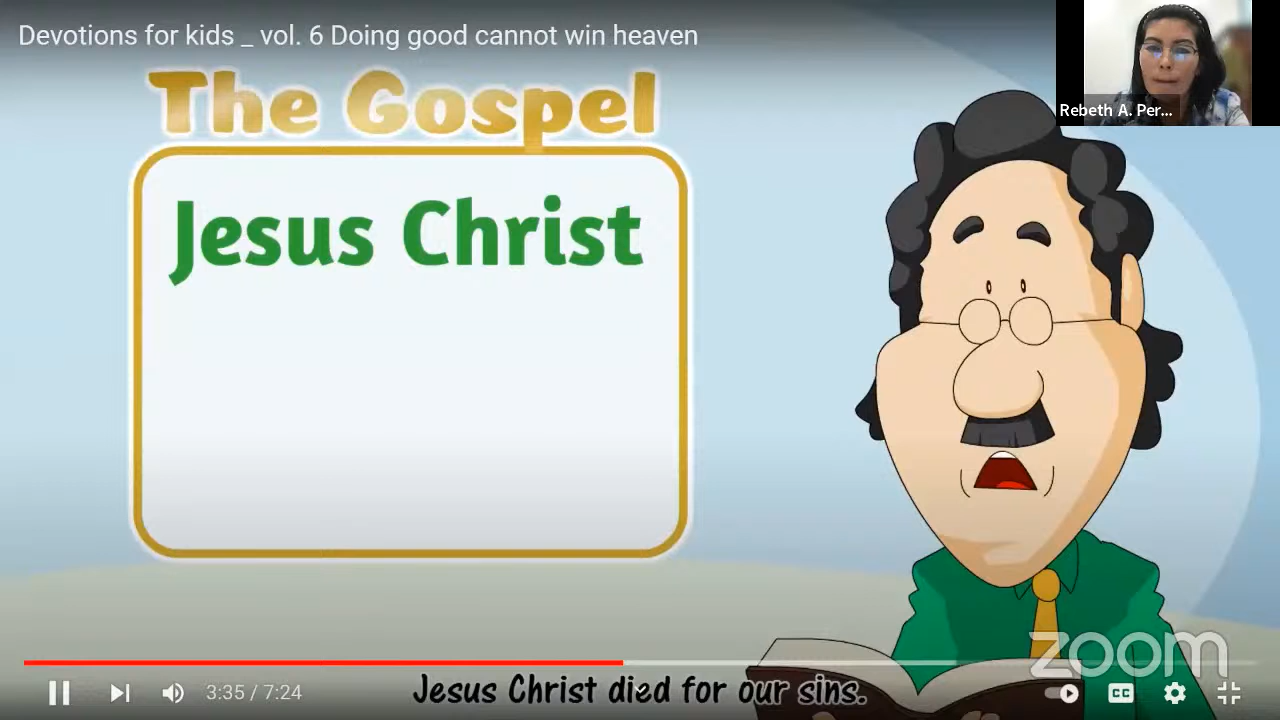 Devotions for kids _ vol. 6 Doing good cannot win heaven
Rebeth A. Per...
The Gospel
Jesus Christ
zoom
3:35 / 7:24
Jesus Christ died for our sins.
CC